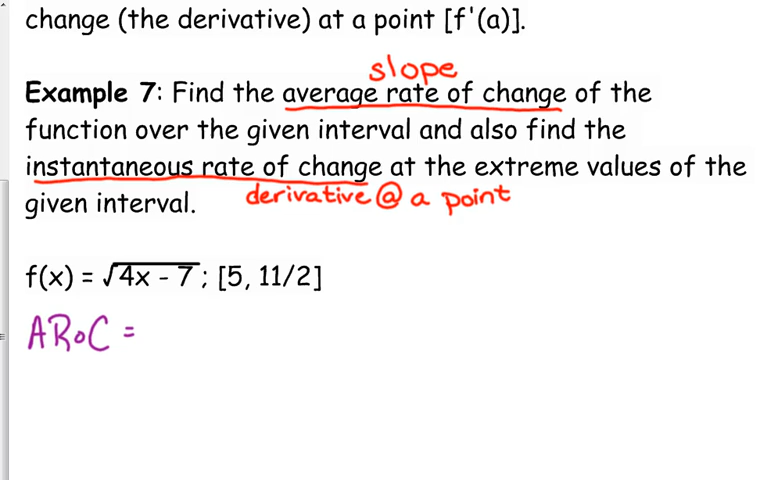 change (the derivative) at a point [f'(a)].
slope
Example 7: Find the average rate of change of the
function over the given interval and also find the
instantaneous rate of change at the extreme values of the
derivative @ a point
given interval.
f(x) = √4x - 7 ; [5, 11/2]
ARoC =